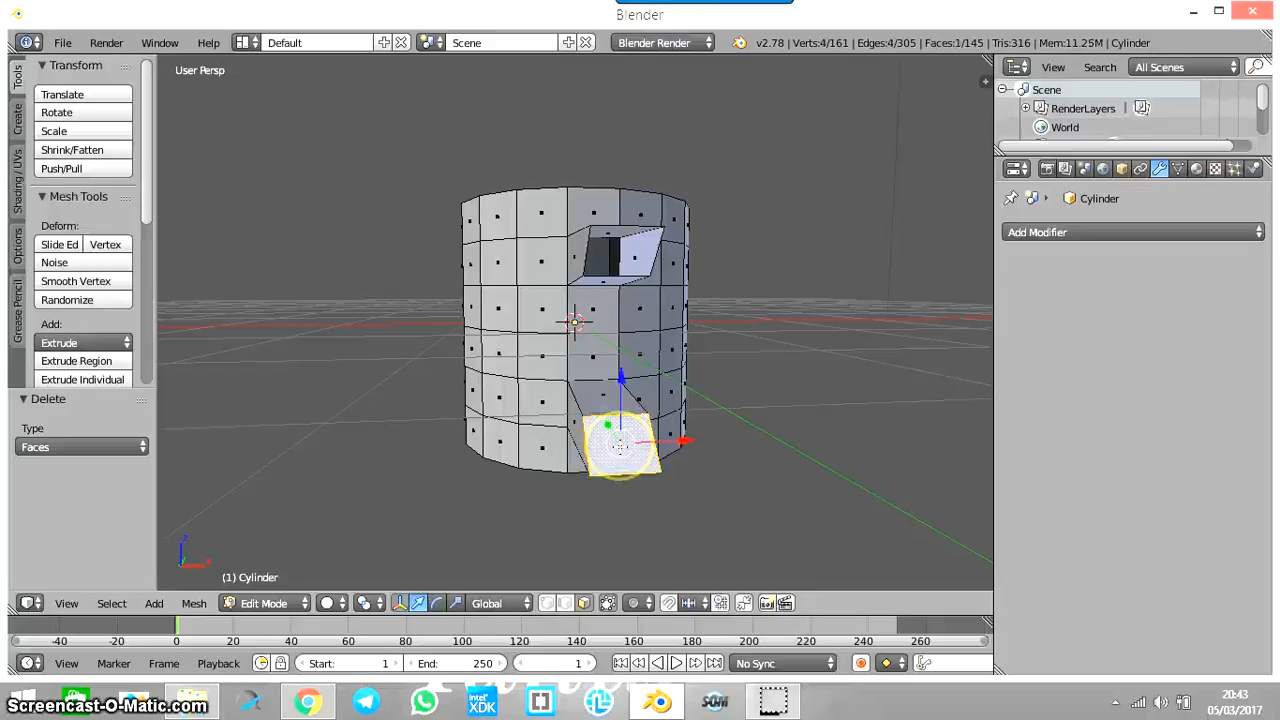 Blender
File Render Window Help Default Scene Blender Render v2.78 | Verts:4/161 | Edges:4/305 | Faces:1/145 | Tris:316 | Mem:11.25M | Cylinder
Tools
Create
Shading / UVs
Options
Grease Pencil
Transform
Translate
Rotate
Scale
Shrink/Fatten
Push/Pull
Mesh Tools
Deform:
Slide Ed Vertex
Noise
Smooth Vertex
Randomize
Add:
Extrude
Extrude Region
Extrude Individual
Delete
Type
Faces
User Persp
(1) Cylinder
View Search All Scenes
Scene
RenderLayers
World
Cylinder
Add Modifier
View Select Add Mesh Edit Mode Global
-40 -20 0 20 40 60 80 100 120 140 160 180 200 220 240 260
View Marker Frame Playback Start: 1 End: 250 1 No Sync
Screencast-O-Matic.com
intel
XDK
20:43
05/03/2017